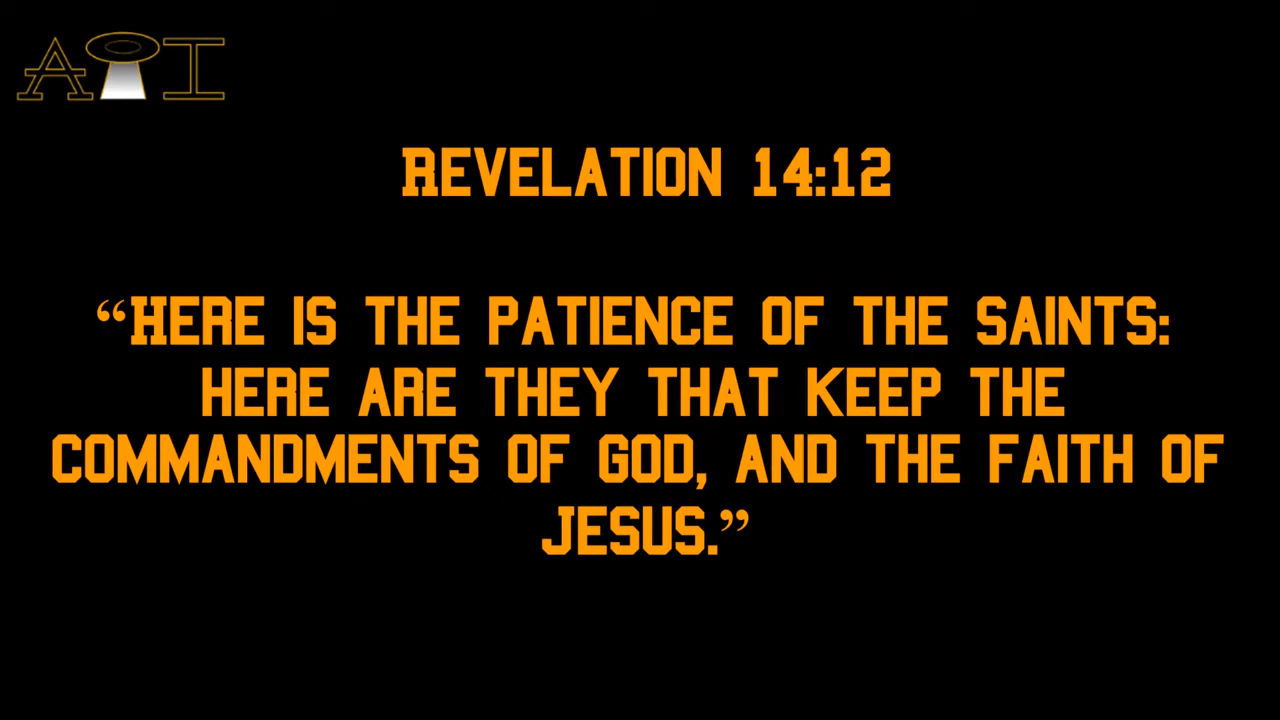 A I
REVELATION 14:12
“HERE IS THE PATIENCE OF THE SAINTS:
HERE ARE THEY THAT KEEP THE
COMMANDMENTS OF GOD, AND THE FAITH OF
JESUS.”